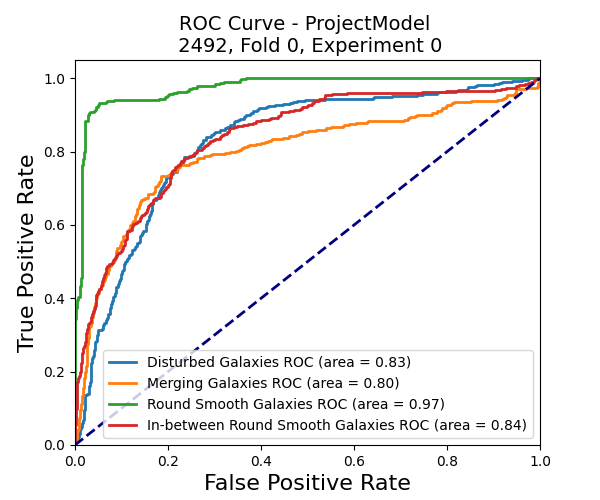 ROC Curve - ProjectModel
2492, Fold 0, Experiment 0
True Positive Rate
1.0
0.8
0.6
0.4
0.2
0.0
Disturbed Galaxies ROC (area = 0.83)
Merging Galaxies ROC (area = 0.80)
Round Smooth Galaxies ROC (area = 0.97)
In-between Round Smooth Galaxies ROC (area = 0.84)
0.0 0.2 0.4 0.6 0.8 1.0
False Positive Rate